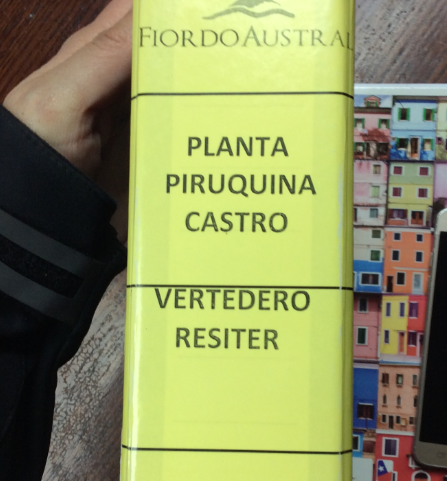 FIORDO AUSTRAL
PLANTA
PIRUQUINA
CASTRO
VERTEDERO
RESITER